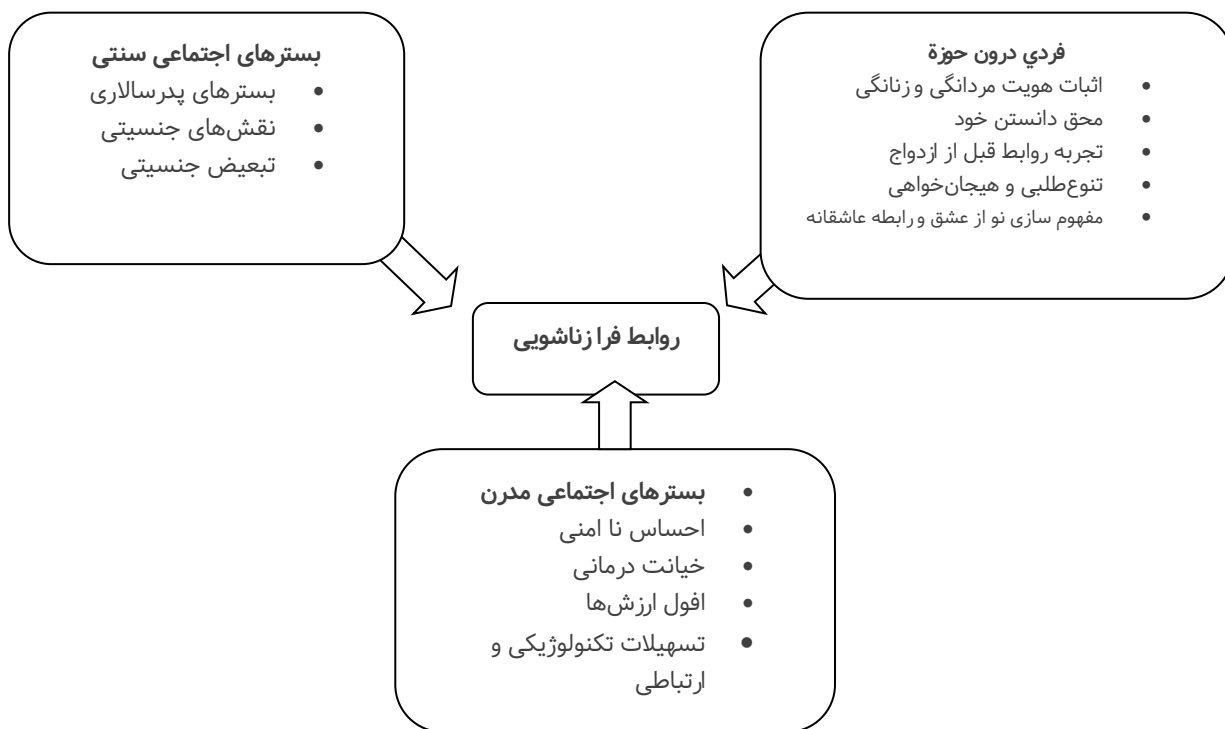 فردي درون حوزة
• اثبات هویت مردانگی و زنانگی
• محق دانستن خود
• تجربه روابط قبل از ازدواج
• تنوع‌طلبی و هیجان‌خواهی
• مفهوم سازی نو از عشق و رابطه عاشقانه
بسترهای اجتماعی سنتی
• بسترهای پدرسالاری
• نقش‌های جنسیتی
• تبعیض جنسیتی
روابط فرا زناشویی
• بسترهای اجتماعی مدرن
• احساس نا امنی
• خیانت درمانی
• افول ارزش‌ها
• تسهیلات تکنولوژیکی و
ارتباطی